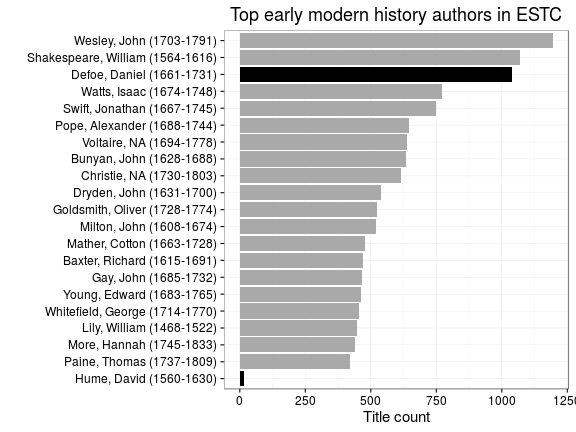 Top early modern history authors in ESTC
Wesley, John (1703-1791)
Shakespeare, William (1564-1616)
Defoe, Daniel (1661-1731)
Watts, Isaac (1674-1748)
Swift, Jonathan (1667-1745)
Pope, Alexander (1688-1744)
Voltaire, NA (1694-1778)
Bunyan, John (1628-1688)
Christie, NA (1730-1803)
Dryden, John (1631-1700)
Goldsmith, Oliver (1728-1774)
Milton, John (1608-1674)
Mather, Cotton (1663-1728)
Baxter, Richard (1615-1691)
Gay, John (1685-1732)
Young, Edward (1683-1765)
Whitefield, George (1714-1770)
Lily, William (1468-1522)
More, Hannah (1745-1833)
Paine, Thomas (1737-1809)
Hume, David (1560-1630)
0 250 500 750 1000 1250
Title count